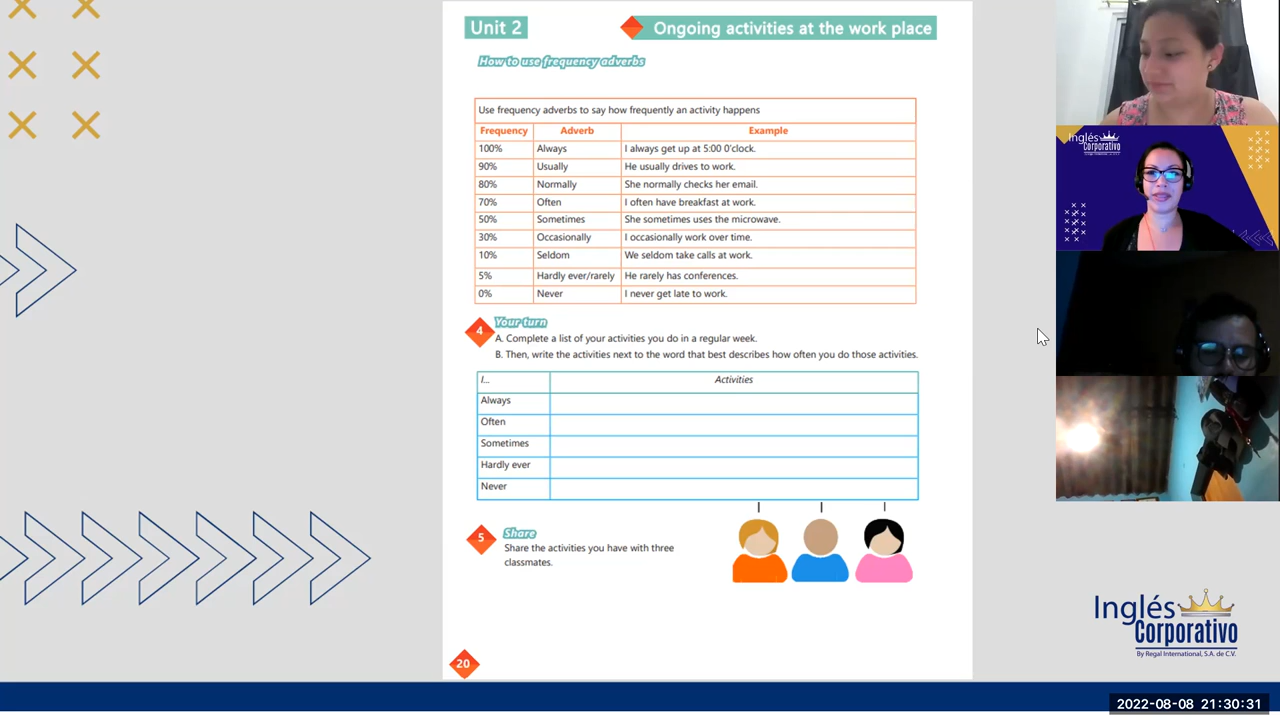 Unit 2
Ongoing activities at the work place
How to use frequency adverbs
Use frequency adverbs to say how frequently an activity happens
Frequency Adverb Example
100% Always I always get up at 5:00 0'clock.
90% Usually He usually drives to work.
80% Normally She normally checks her email.
70% Often I often have breakfast at work.
50% Sometimes She sometimes uses the microwave.
30% Occasionally I occasionally work over time.
10% Seldom We seldom take calls at work.
5% Hardly ever/rarely He rarely has conferences.
0% Never I never get late to work.
4 Your turn
A. Complete a list of your activities you do in a regular week.
B. Then, write the activities next to the word that best describes how often you do those activities.
I... Activities
Always
Often
Sometimes
Hardly ever
Never
5 Share
Share the activities you have with three
classmates.
20
Inglés
Corporativo
Inglés
Corporativo
By Regal International, S.A. de C.V.
2022-08-08 21:30:31